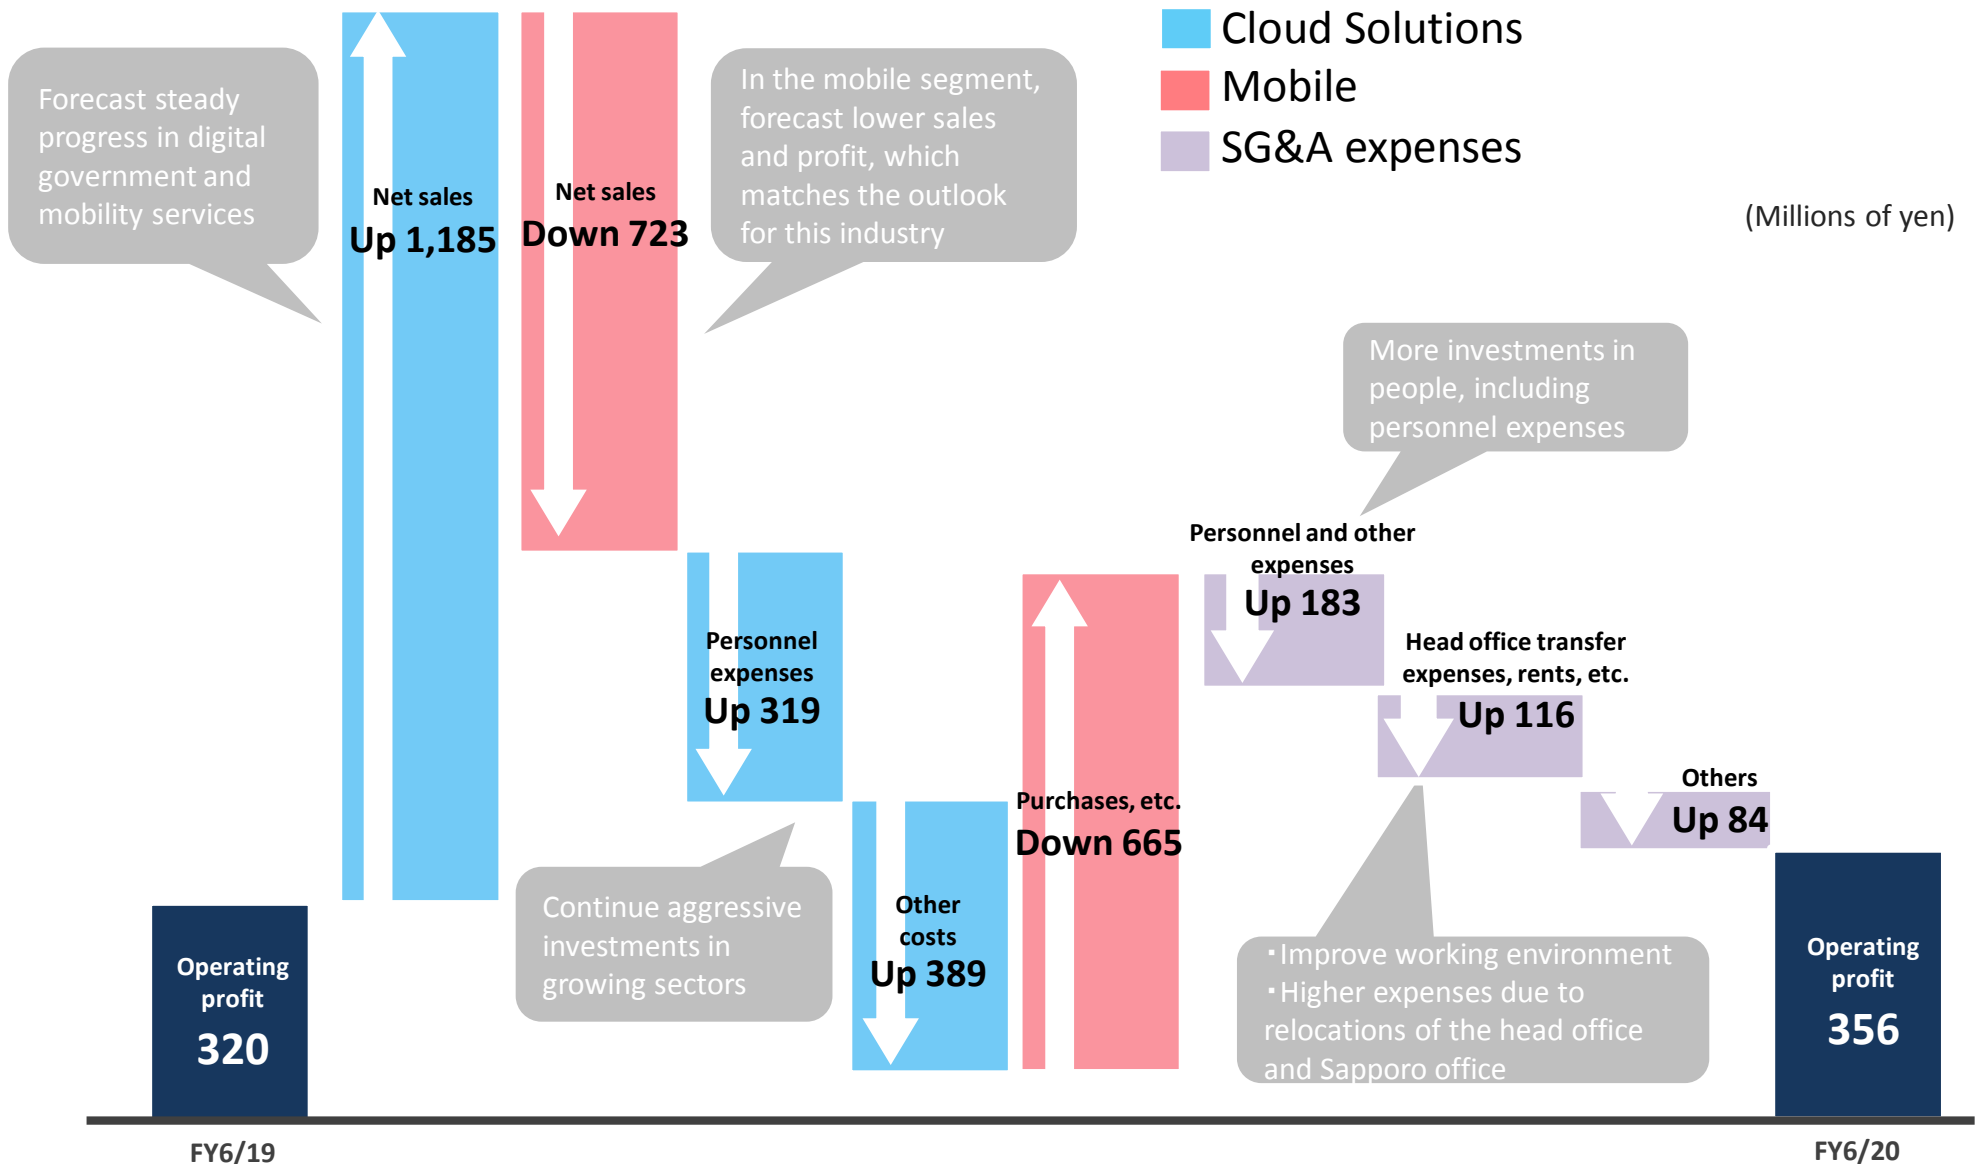 Cloud Solutions
Mobile
SG&A expenses
(Millions of yen)
Forecast steady
progress in digital
government and
mobility services
Net sales
Up 1,185
Net sales
Down 723
In the mobile segment,
forecast lower sales
and profit, which
matches the outlook
for this industry
More investments in
people, including
personnel expenses
Personnel and other
expenses
Up 183
Personnel
expenses
Up 319
Head office transfer
expenses, rents, etc.
Up 116
Others
Up 84
Purchases, etc.
Down 665
Continue aggressive
investments in
growing sectors
Other
costs
Up 389
・Improve working environment
・Higher expenses due to
relocations of the head office
and Sapporo office
Operating
profit
320
Operating
profit
356
FY6/19
FY6/20